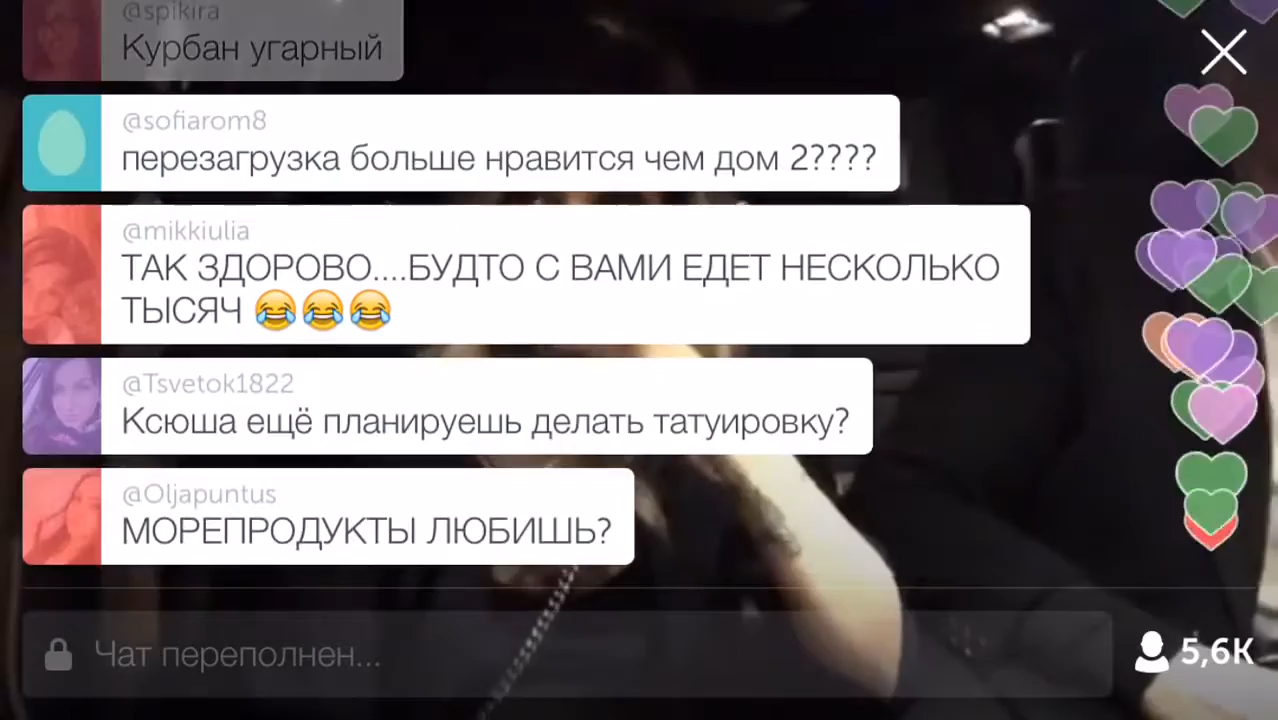 @spikira
Курбан угарный
@sofiarom8
перезагрузка больше нравится чем дом 2????
@mikkiulia
ТАК ЗДОРОВО....БУДТО С ВАМИ ЕДЕТ НЕСКОЛЬКО
ТЫСЯЧ 😂😂😂
@Tsvetok1822
Ксюша ещё планируешь делать татуировку?
@Oljapuntus
МОРЕПРОДУКТЫ ЛЮБИШЬ?
Чат переполнен...
5,6K